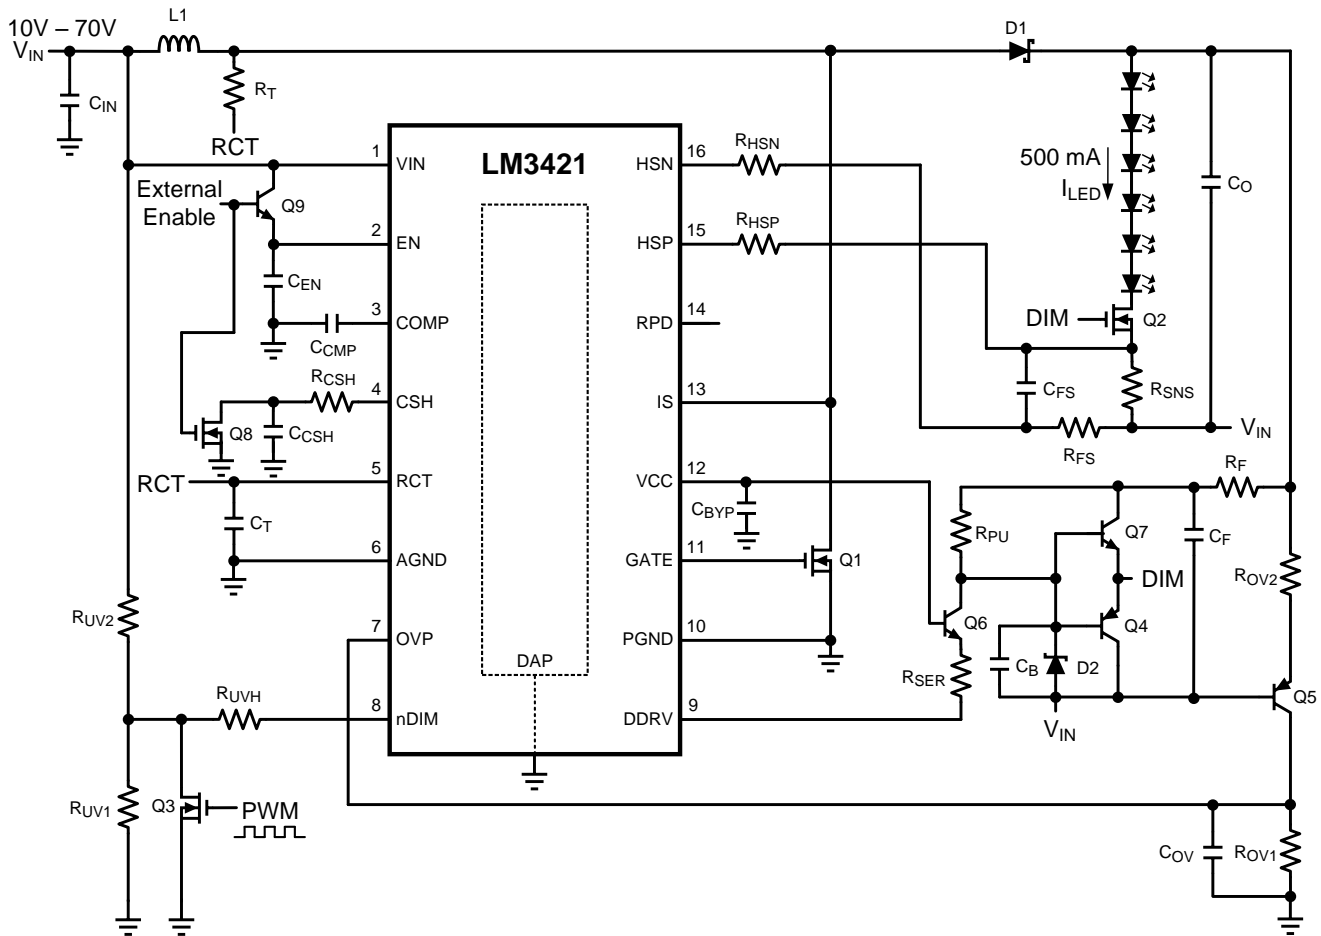 10V – 70V
VIN
L1
D1
CIN
RT
RCT
LM3421
1
VIN
HSN
16
RHSN
External
Enable
Q9
2
EN
HSP
15
RHSP
500 mA
ILED
CO
CEN
3
COMP
RPD
14
CCMP
DIM
Q2
RCSH
4
CSH
IS
13
CFS
RSNS
Q8
CCSH
RFS
VIN
RCT
5
RCT
VCC
12
CBYP
RF
CT
RPU
Q7
CF
6
AGND
GATE
11
Q1
DIM
ROV2
RUV2
7
OVP
PGND
10
Q6
Q4
DAP
RSER
CB
D2
RUVH
8
nDIM
DDRV
9
VIN
Q5
RUV1
Q3
PWM
COV
ROV1